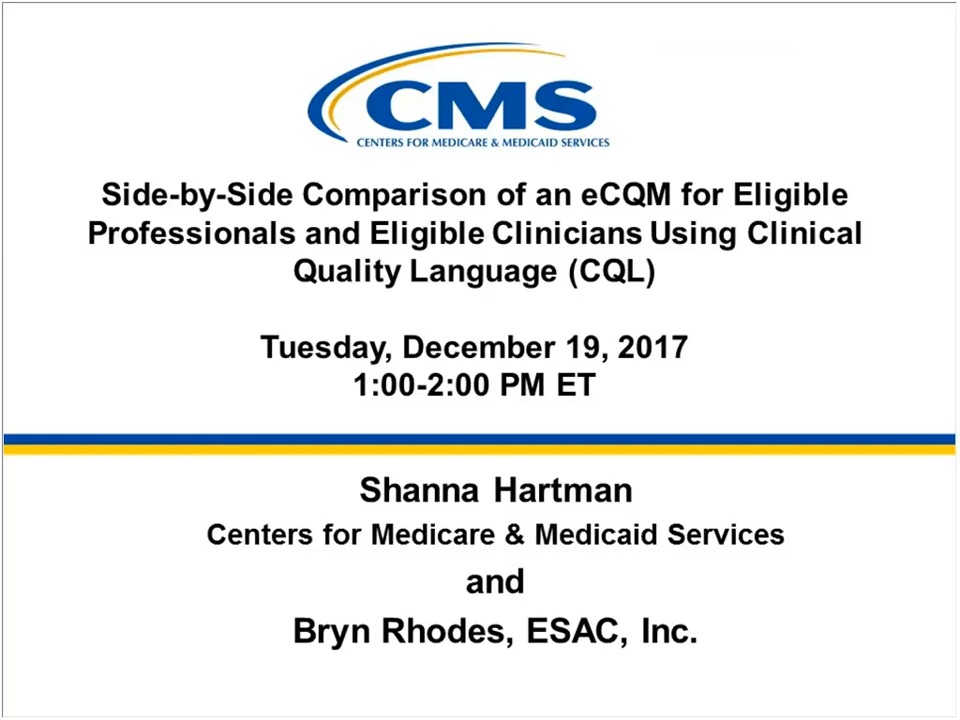 CMS
CENTERS FOR MEDICARE & MEDICAID SERVICES
Side-by-Side Comparison of an eCQM for Eligible
Professionals and Eligible Clinicians Using Clinical
Quality Language (CQL)
Tuesday, December 19, 2017
1:00-2:00 PM ET
Shanna Hartman
Centers for Medicare & Medicaid Services
and
Bryn Rhodes, ESAC, Inc.